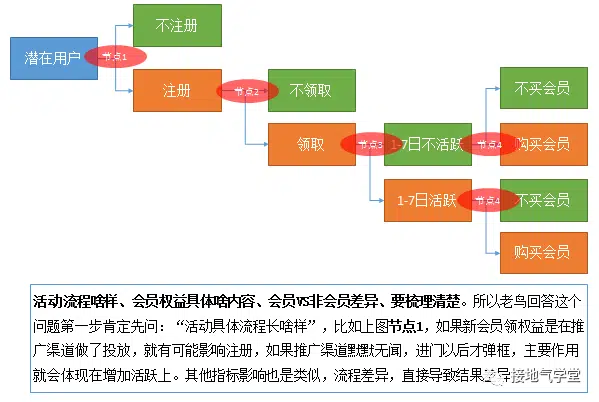 不注册
潜在用户
节点1
注册
节点2
不领取
不买会员
领取
节点3
1-7日不活跃
节点4
购买会员
1-7日活跃
节点4
不买会员
购买会员
活动流程啥样、会员权益具体啥内容、会员VS非会员差异、要梳理清楚。所以老鸟回答这个
问题第一步肯定先问：“活动具体流程长啥样”，比如上图节点1，如果新会员领权益是在推
广渠道做了投放，就有可能影响注册，如果推广渠道默默无闻，进门以后才弹框，主要作用
就会体现在增加活跃上。其他指标影响也是类似，流程差异，直接导致结果差异
接地气学堂